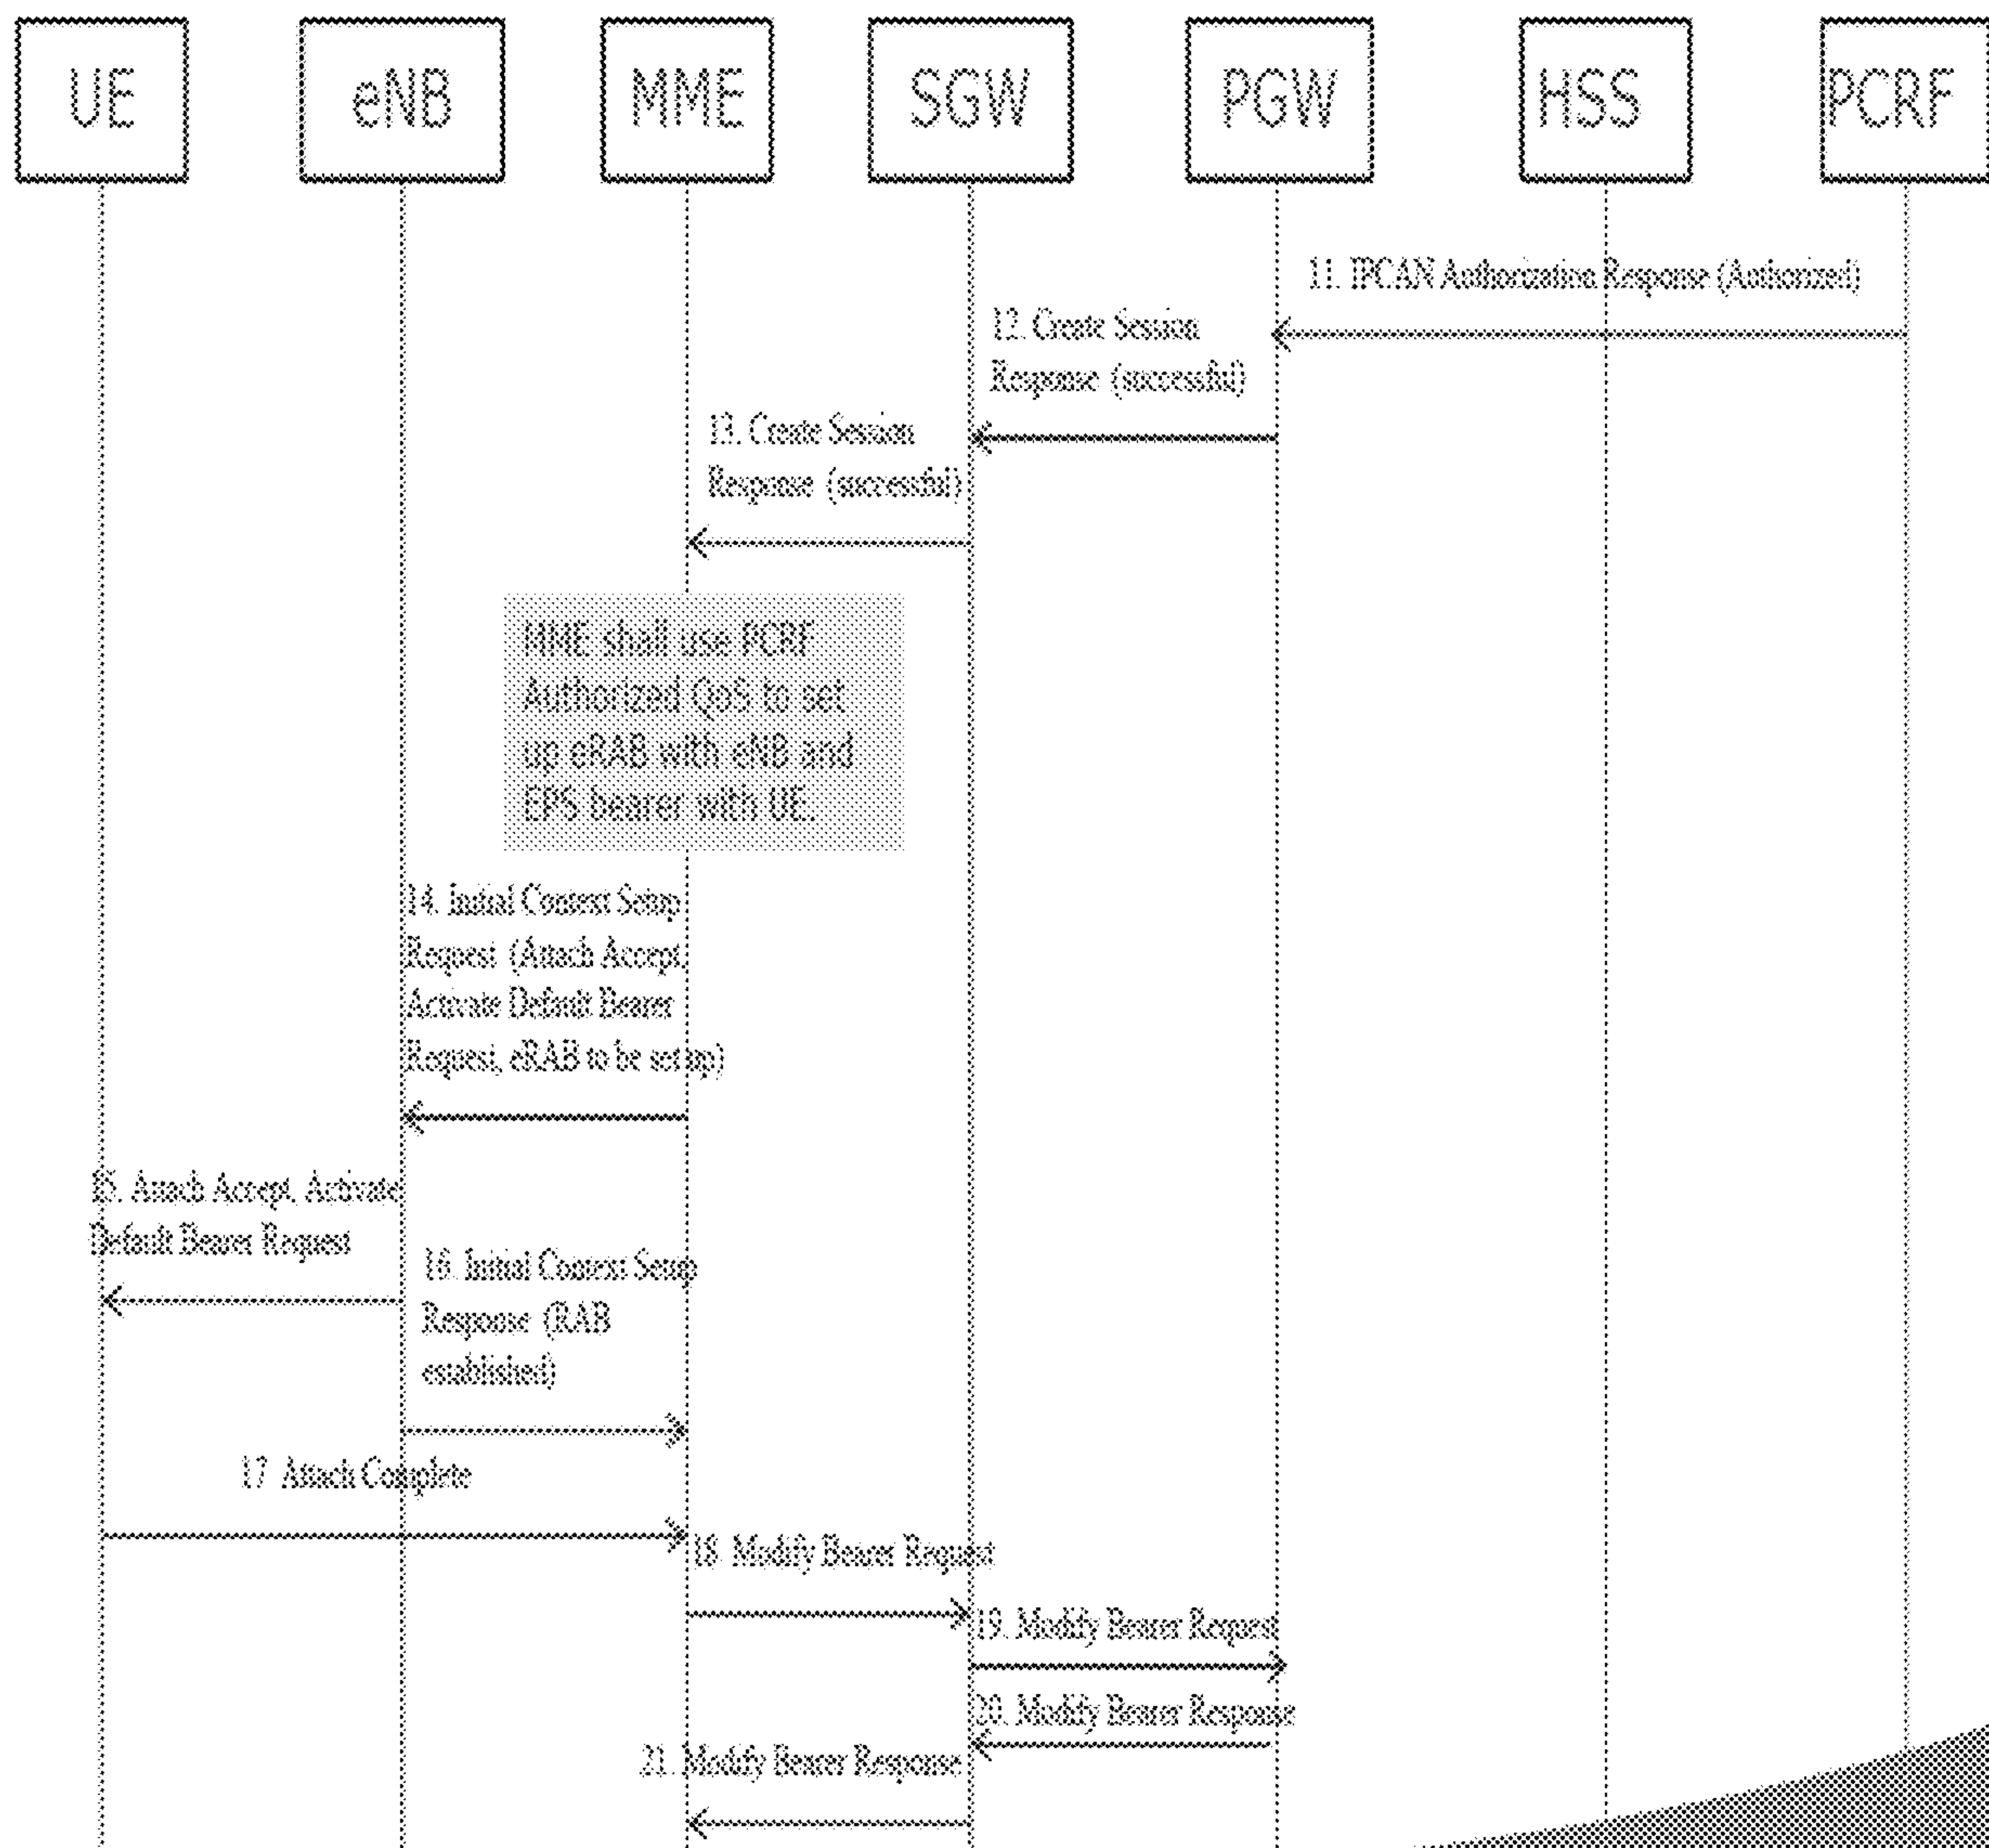 UE
eNB
MME
SGW
PGW
HSS
PCRF
11. IPCAN Authorization Response (Authorized)
12. Create Session
Response (successful)
13. Create Session
Response (successful)
MME shall use PCRF
Authorized QoS to set
up eRAB with eNB and
EPS bearer with UE
14. Initial Context Setup
Request (Attach Accept
Activate Default Bearer
Request, eRAB to be setup)
15. Attach Accept, Activate
Default Bearer Request
16. Initial Context Setup
Response (RAB
established)
17 Attach Complete
18. Modify Bearer Request
19. Modify Bearer Request
20. Modify Bearer Response
21. Modify Bearer Response